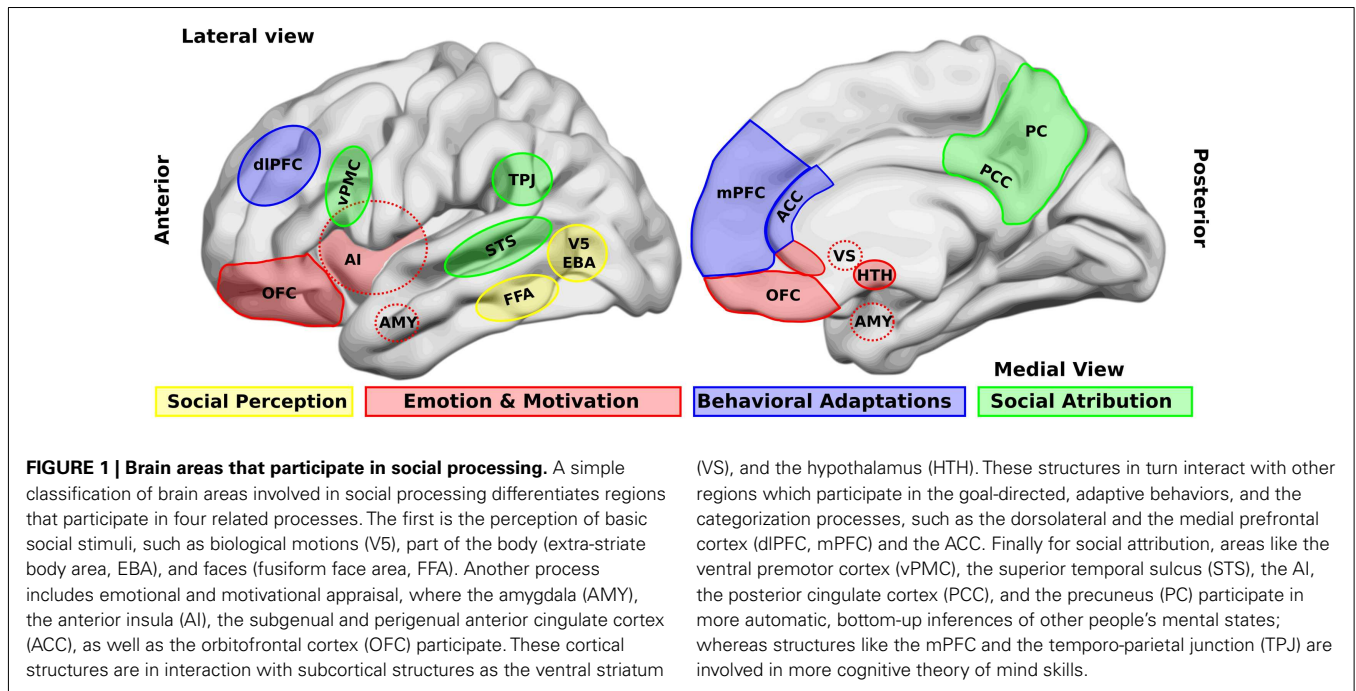 Lateral view
Anterior
dlPFC
vPMC
TPJ
AI
STS
V5
EBA
OFC
FFA
AMY
mPFC
ACC
PC
PCC
VS
HTH
OFC
AMY
Posterior
Medial View
Social Perception
Emotion & Motivation
Behavioral Adaptations
Social Atribution
FIGURE 1 | Brain areas that participate in social processing. A simple
classification of brain areas involved in social processing differentiates regions
that participate in four related processes. The first is the perception of basic
social stimuli, such as biological motions (V5), part of the body (extra-striate
body area, EBA), and faces (fusiform face area, FFA). Another process
includes emotional and motivational appraisal, where the amygdala (AMY),
the anterior insula (AI), the subgenual and perigenual anterior cingulate cortex
(ACC), as well as the orbitofrontal cortex (OFC) participate. These cortical
structures are in interaction with subcortical structures as the ventral striatum
(VS), and the hypothalamus (HTH). These structures in turn interact with other
regions which participate in the goal-directed, adaptive behaviors, and the
categorization processes, such as the dorsolateral and the medial prefrontal
cortex (dlPFC, mPFC) and the ACC. Finally for social attribution, areas like the
ventral premotor cortex (vPMC), the superior temporal sulcus (STS), the AI,
the posterior cingulate cortex (PCC), and the precuneus (PC) participate in
more automatic, bottom-up inferences of other people's mental states;
whereas structures like the mPFC and the temporo-parietal junction (TPJ) are
involved in more cognitive theory of mind skills.